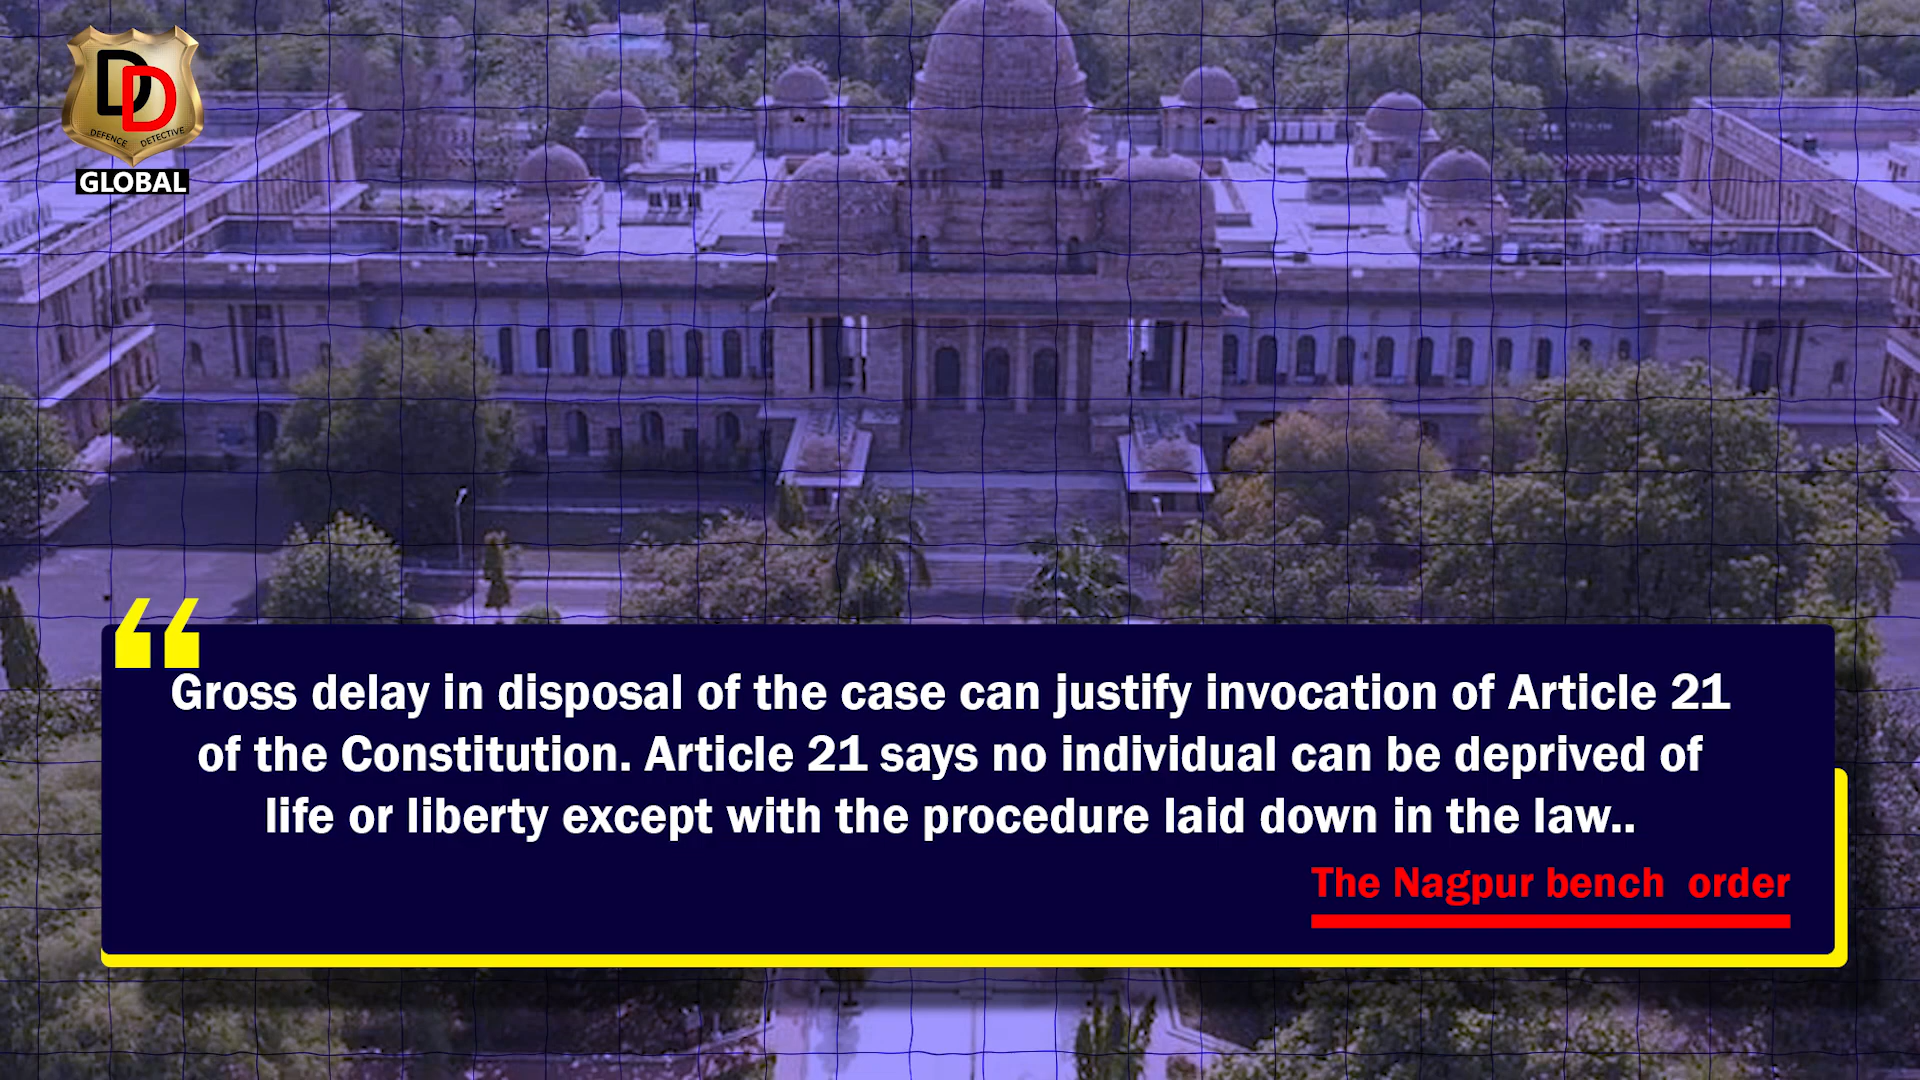 DD
DEFENCE DETECTIVE
GLOBAL
“
Gross delay in disposal of the case can justify invocation of Article 21
of the Constitution. Article 21 says no individual can be deprived of
life or liberty except with the procedure laid down in the law..
The Nagpur bench  order